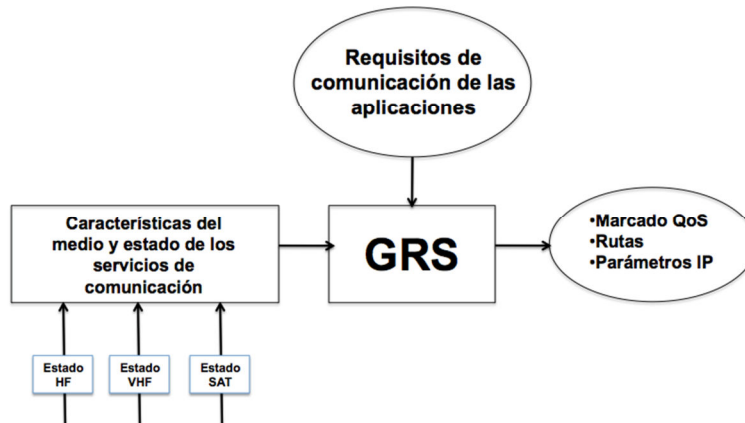 Requisitos de
comunicación de las
aplicaciones
Características del
medio y estado de los
servicios de
comunicación
GRS
•Marcado QoS
•Rutas
•Parámetros IP
Estado
HF
Estado
VHF
Estado
SAT